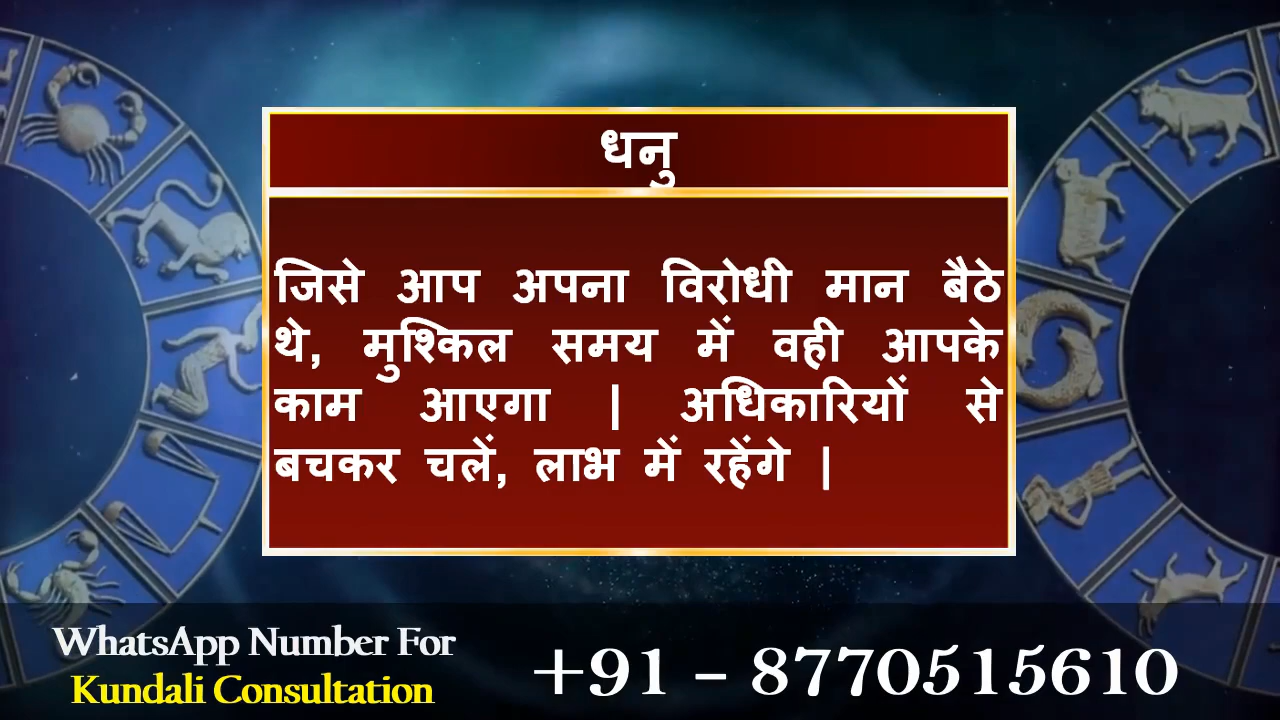 धनु
जिसे आप अपना विरोधी मान बैठे
थे, मुश्किल समय में वही आपके
काम आएगा | अधिकारियों से
बचकर चलें, लाभ में रहेंगे |
WhatsApp Number For
Kundali Consultation
+91 - 8770515610